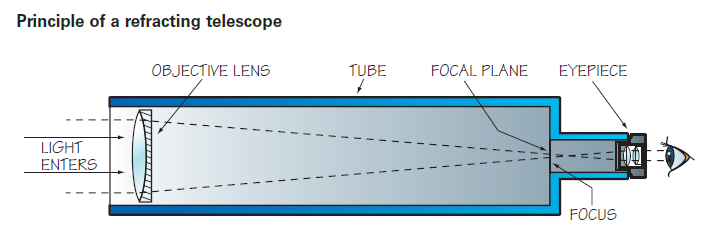 Principle of a refracting telescope
OBJECTIVE LENS
TUBE
FOCAL PLANE
EYEPIECE
LIGHT
ENTERS
FOCUS